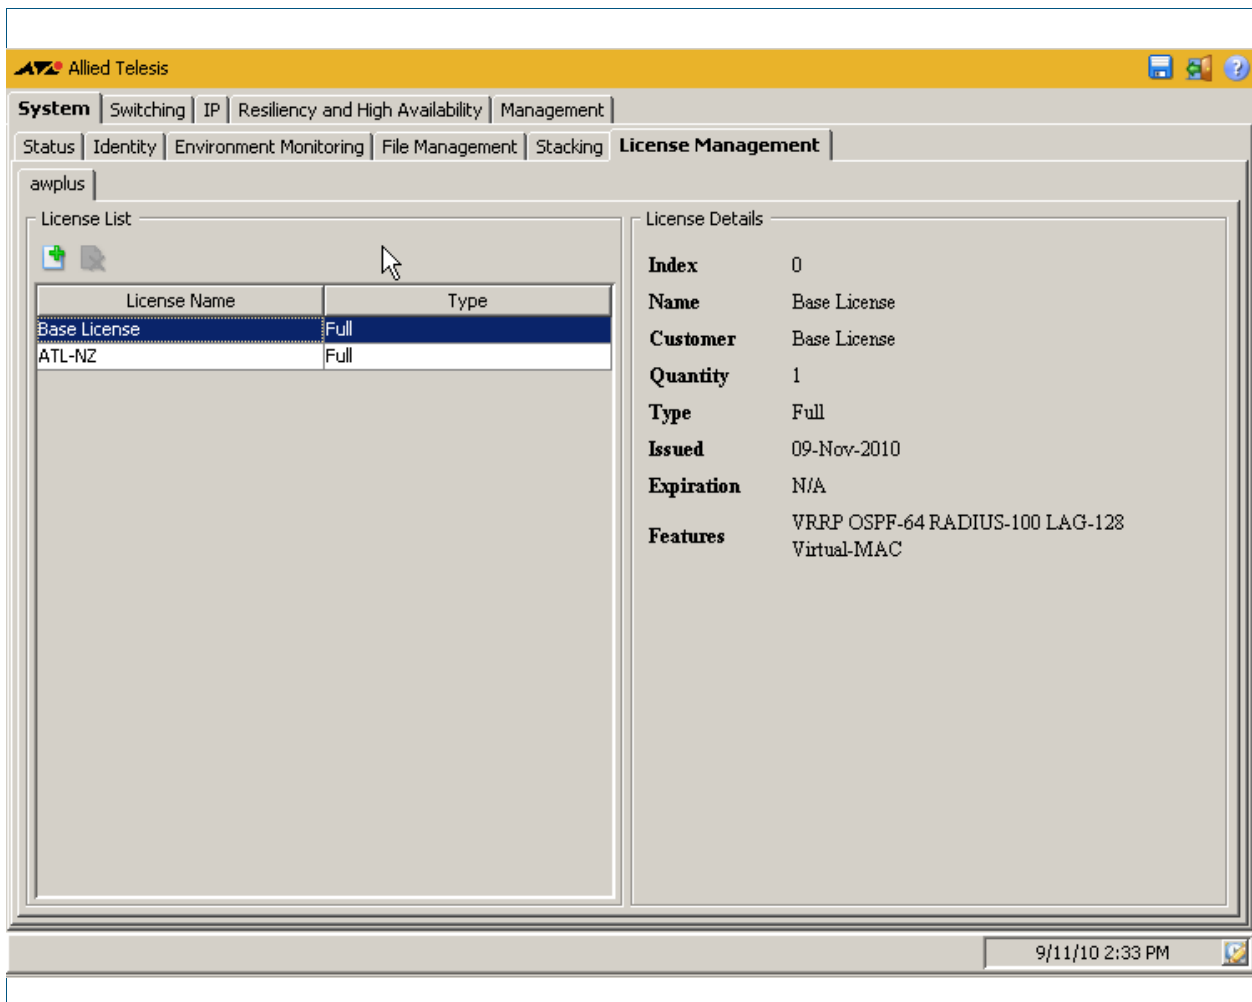 Allied Telesis
System Switching IP Resiliency and High Availability Management
Status Identity Environment Monitoring File Management Stacking License Management
awplus
License List
License Name Type
Base License Full
ATL-NZ Full
License Details
Index 0
Name Base License
Customer Base License
Quantity 1
Type Full
Issued 09-Nov-2010
Expiration N/A
Features VRRP OSPF-64 RADIUS-100 LAG-128
Virtual-MAC
9/11/10 2:33 PM